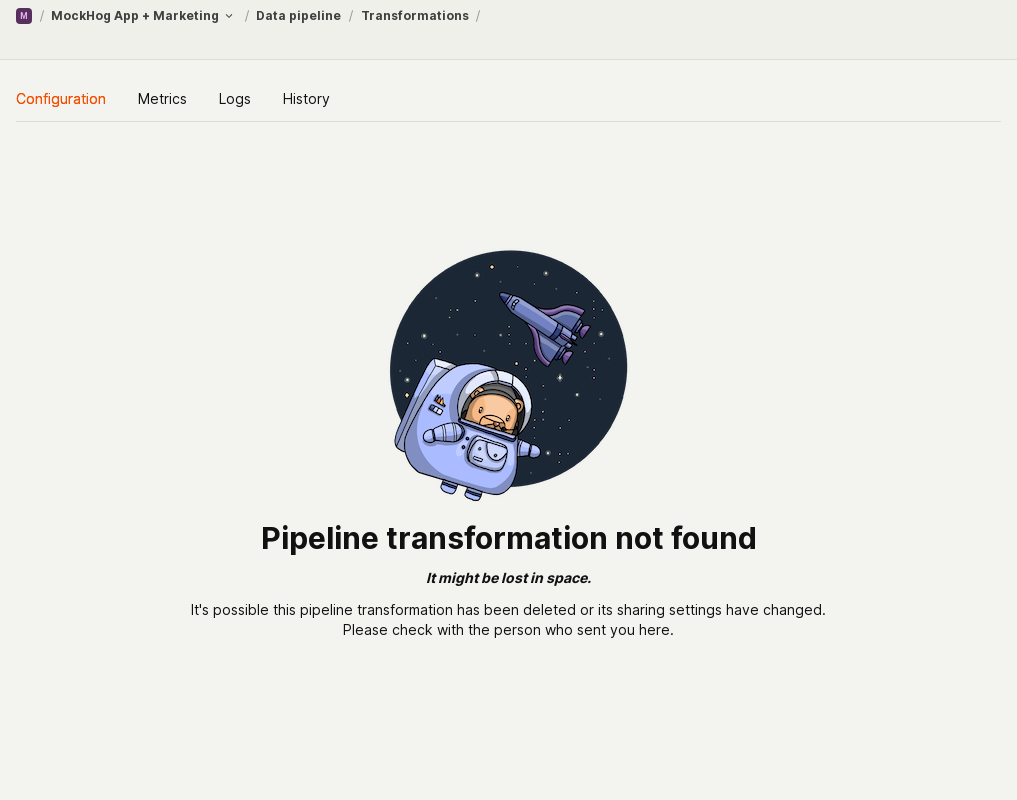 M / MockHog App + Marketing / Data pipeline / Transformations /
Configuration Metrics Logs History
Pipeline transformation not found
It might be lost in space.
It's possible this pipeline transformation has been deleted or its sharing settings have changed.
Please check with the person who sent you here.